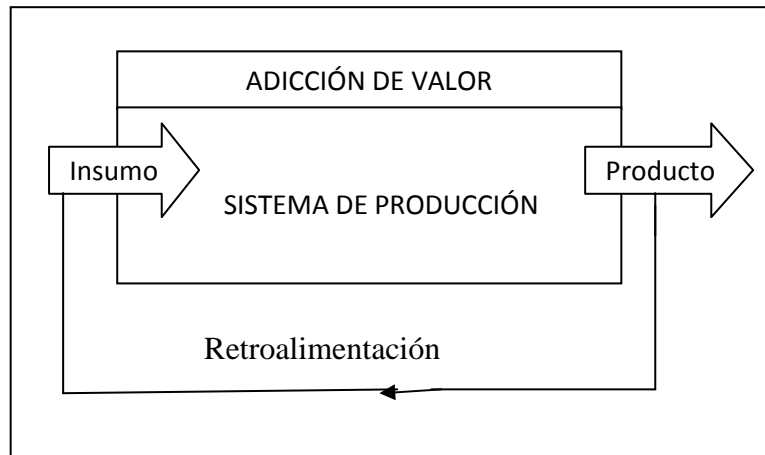 ADICCIÓN DE VALOR
Insumo
Producto
SISTEMA DE PRODUCCIÓN
Retroalimentación